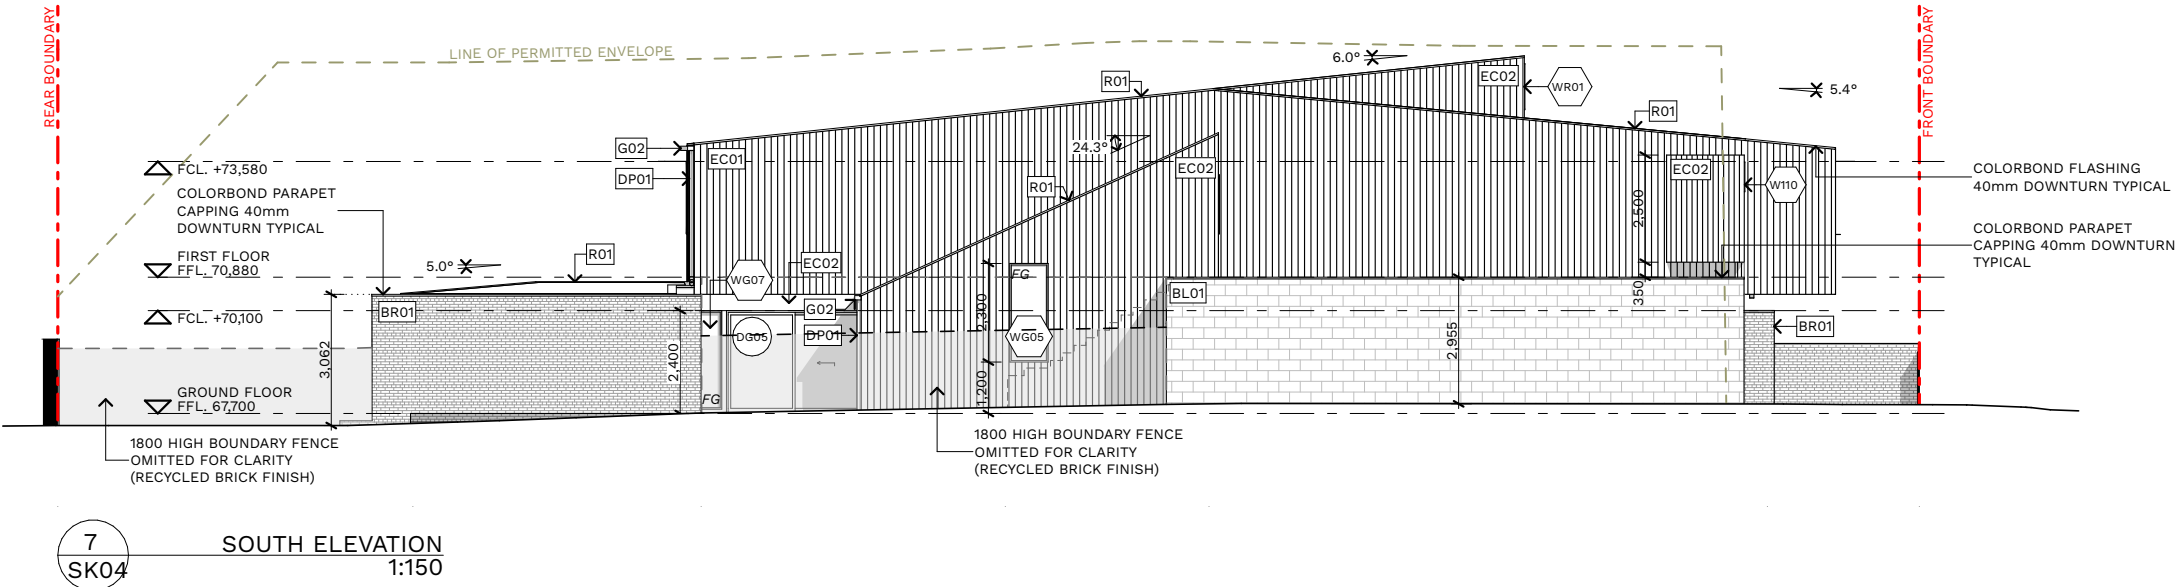 REAR BOUNDARY
LINE OF PERMITTED ENVELOPE
FRONT BOUNDARY
6.0°
EC02
WR01
R01
5.4°
R01
G02
EC01
DP01
24.3°
R01
EC02
EC02
W110
2,500
COLORBOND FLASHING
40mm DOWNTURN TYPICAL
FCL. +73,580
COLORBOND PARAPET
CAPPING 40mm
DOWNTURN TYPICAL
COLORBOND PARAPET
CAPPING 40mm DOWNTURN
TYPICAL
FIRST FLOOR
FFL. 70,880
5.0°
R01
EC02
WG07
FG
BL01
350
G02
BR01
FCL. +70,100
DP01
DG05
2,300
WG05
BR01
3,062
2,400
2,955
1,200
FG
GROUND FLOOR
FFL. 67,700
1800 HIGH BOUNDARY FENCE
OMITTED FOR CLARITY
(RECYCLED BRICK FINISH)
1800 HIGH BOUNDARY FENCE
OMITTED FOR CLARITY
(RECYCLED BRICK FINISH)
7
SK04
SOUTH ELEVATION
1:150